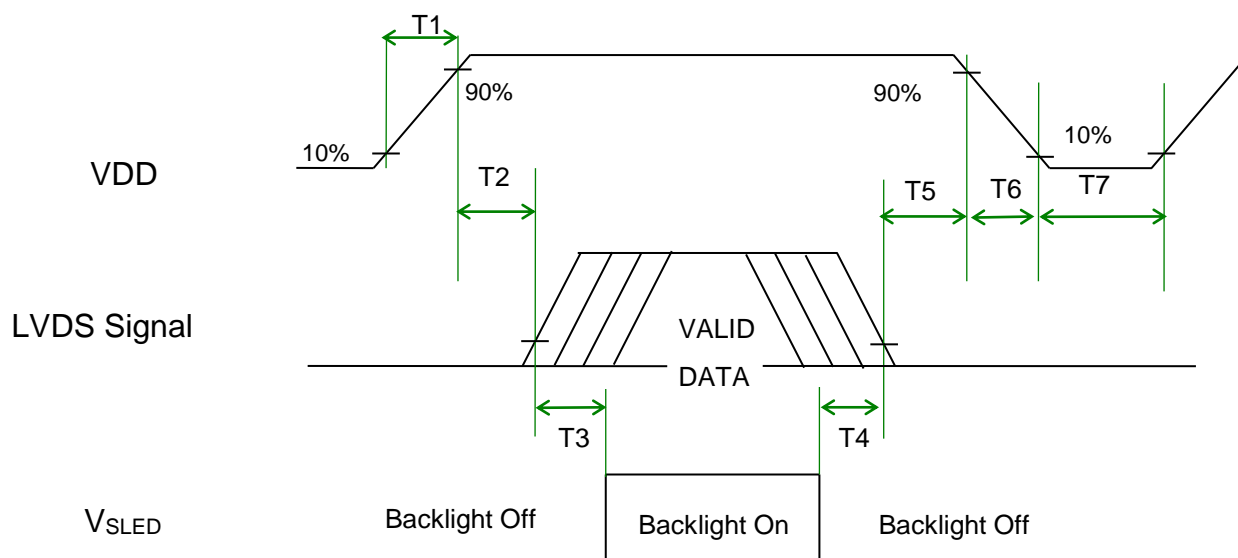 T1
90%
90%
10%
10%
VDD
T2
T5
T6
T7
LVDS Signal
VALID
DATA
T3
T4
VSLED
Backlight Off
Backlight On
Backlight Off